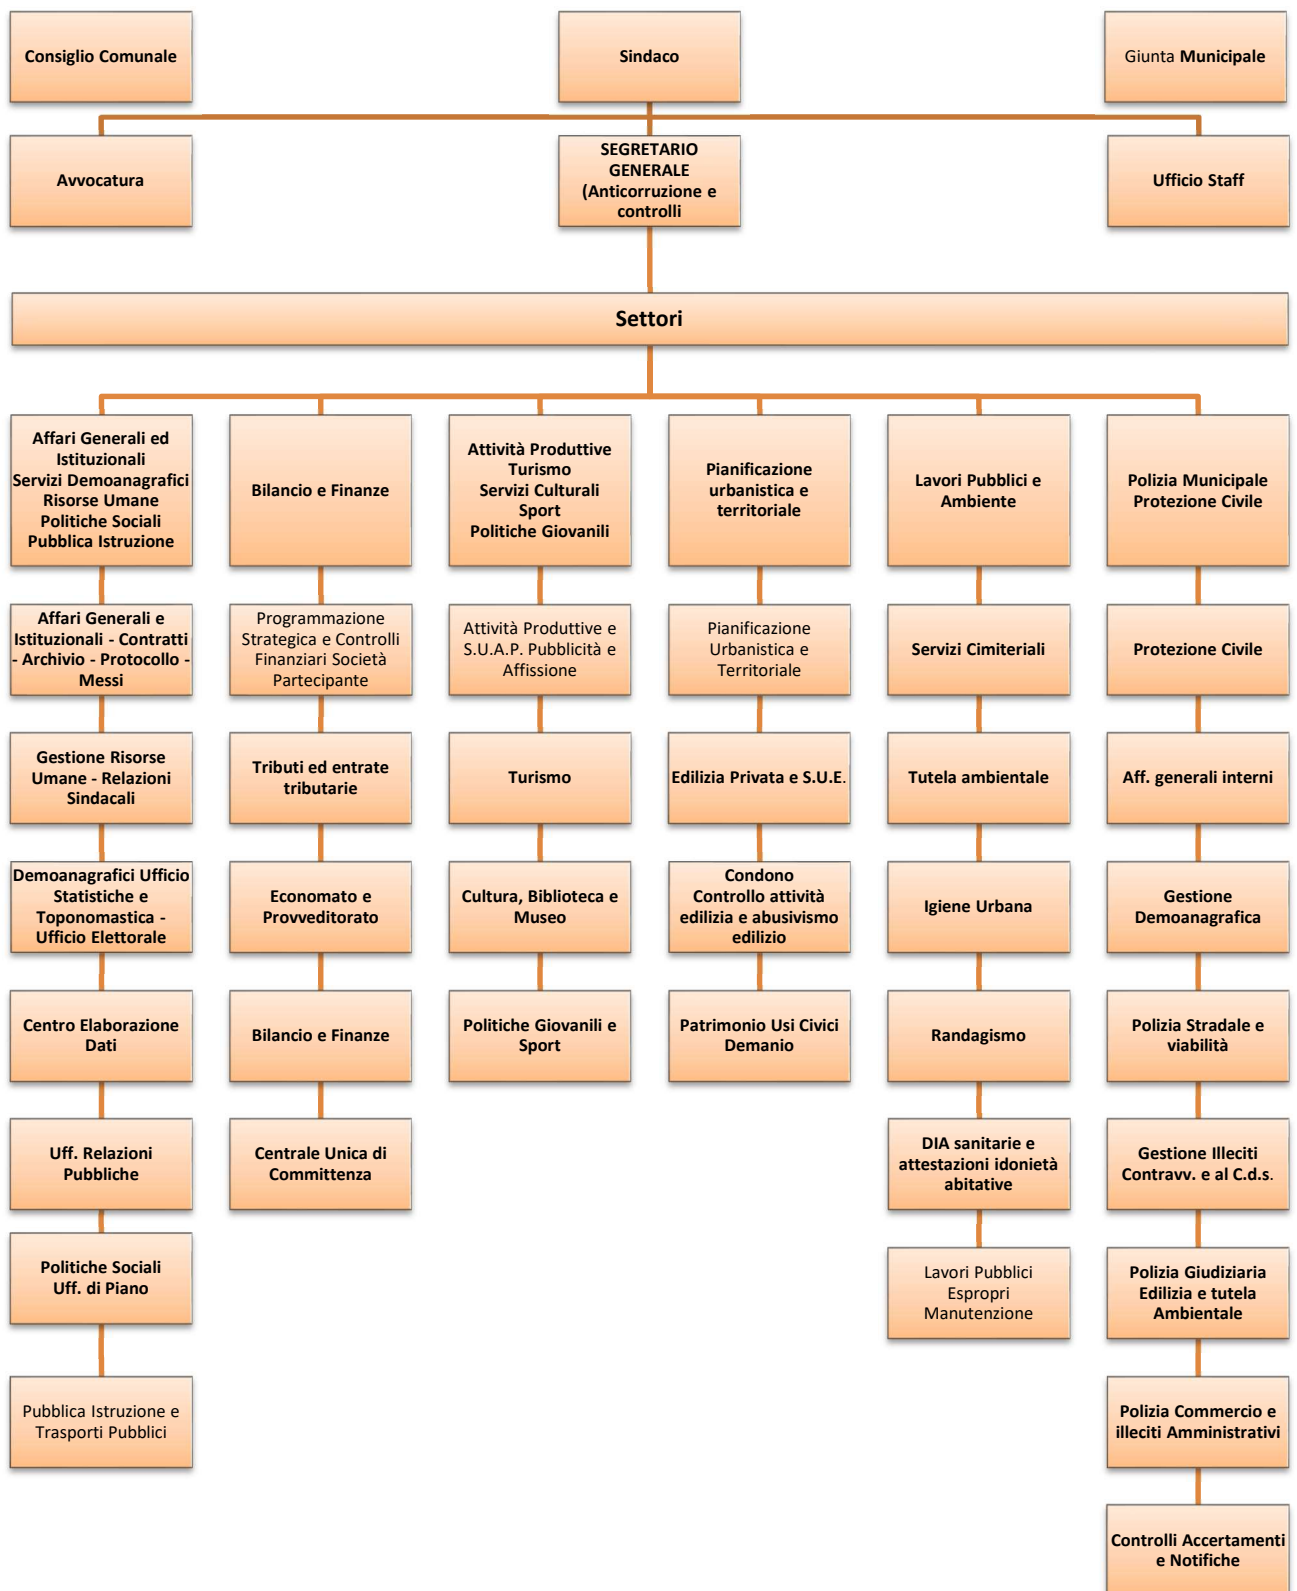 Consiglio Comunale
Sindaco
Giunta Municipale
Avvocatura
SEGRETARIO
GENERALE
(Anticorruzione e
controlli
Ufficio Staff
Settori
Affari Generali ed
Istituzionali
Servizi Demoanagrafici
Risorse Umane
Politiche Sociali
Pubblica Istruzione
Bilancio e Finanze
Attività Produttive
Turismo
Servizi Culturali
Sport
Politiche Giovanili
Pianificazione
urbanistica e
territoriale
Lavori Pubblici e
Ambiente
Polizia Municipale
Protezione Civile
Affari Generali e
Istituzionali - Contratti
- Archivio - Protocollo -
Messi
Programmazione
Strategica e Controlli
Finanziari Società
Partecipante
Attività Produttive e
S.U.A.P. Pubblicità e
Affissione
Pianificazione
Urbanistica e
Territoriale
Servizi Cimiteriali
Protezione Civile
Gestione Risorse
Umane - Relazioni
Sindacali
Tributi ed entrate
tributarie
Turismo
Edilizia Privata e S.U.E.
Tutela ambientale
Aff. generali interni
Demoanagrafici Ufficio
Statistiche e
Toponomastica -
Ufficio Elettorale
Economato e
Provveditorato
Cultura, Biblioteca e
Museo
Condono
Controllo attività
edilizia e abusivismo
edilizio
Igiene Urbana
Gestione
Demoanagrafica
Centro Elaborazione
Dati
Bilancio e Finanze
Politiche Giovanili e
Sport
Patrimonio Usi Civici
Demanio
Randagismo
Polizia Stradale e
viabilità
Uff. Relazioni
Pubbliche
Centrale Unica di
Committenza
DIA sanitarie e
attestazioni idonietà
abitative
Gestione Illeciti
Contravv. e al C.d.s.
Politiche Sociali
Uff. di Piano
Lavori Pubblici
Espropri
Manutenzione
Polizia Giudiziaria
Edilizia e tutela
Ambientale
Pubblica Istruzione e
Trasporti Pubblici
Polizia Commercio e
illeciti Amministrativi
Controlli Accertamenti
e Notifiche